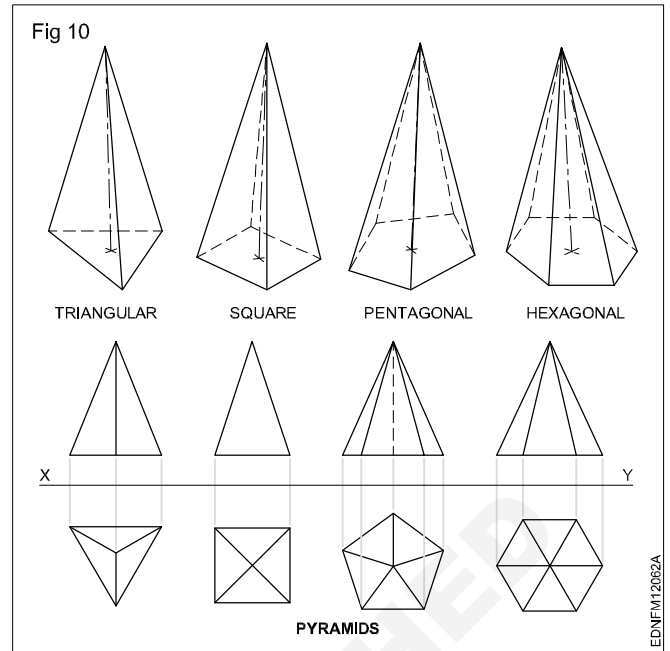 Fig 10
TRIANGULAR SQUARE PENTAGONAL HEXAGONAL
X Y
PYRAMIDS
EDNFM12062A